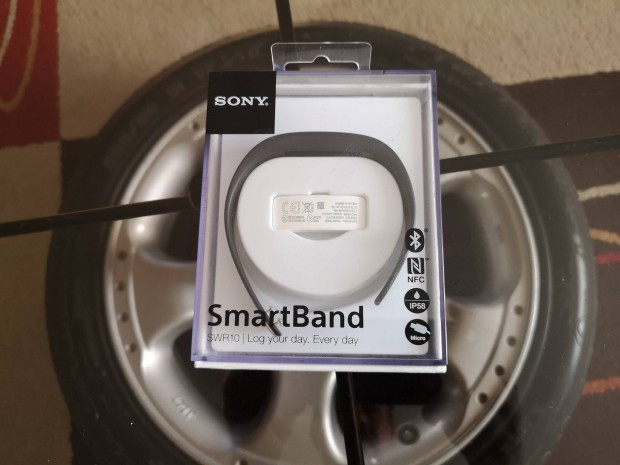 SONY
NFC
IP58
Micro
SmartBand
SWR10 | Log your day. Every day